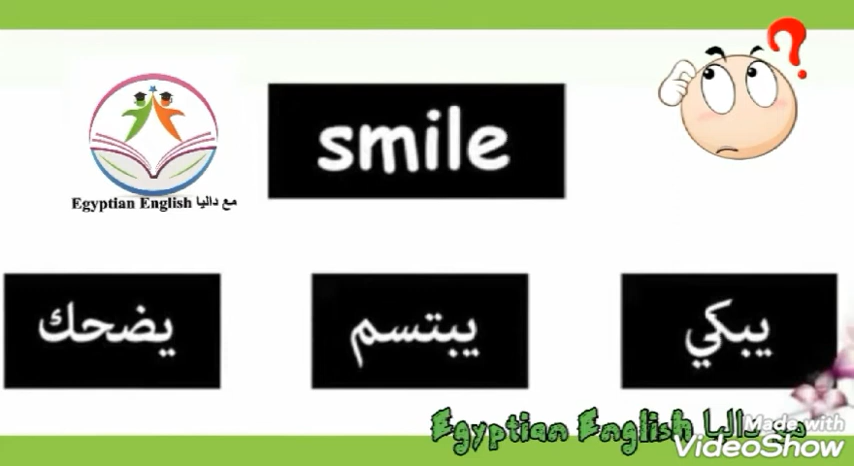 ?
smile
Egyptian English مع داليا
يضحك
يبتسم
يبكي
Egyptian English مع داليا
Made with
VideoShow